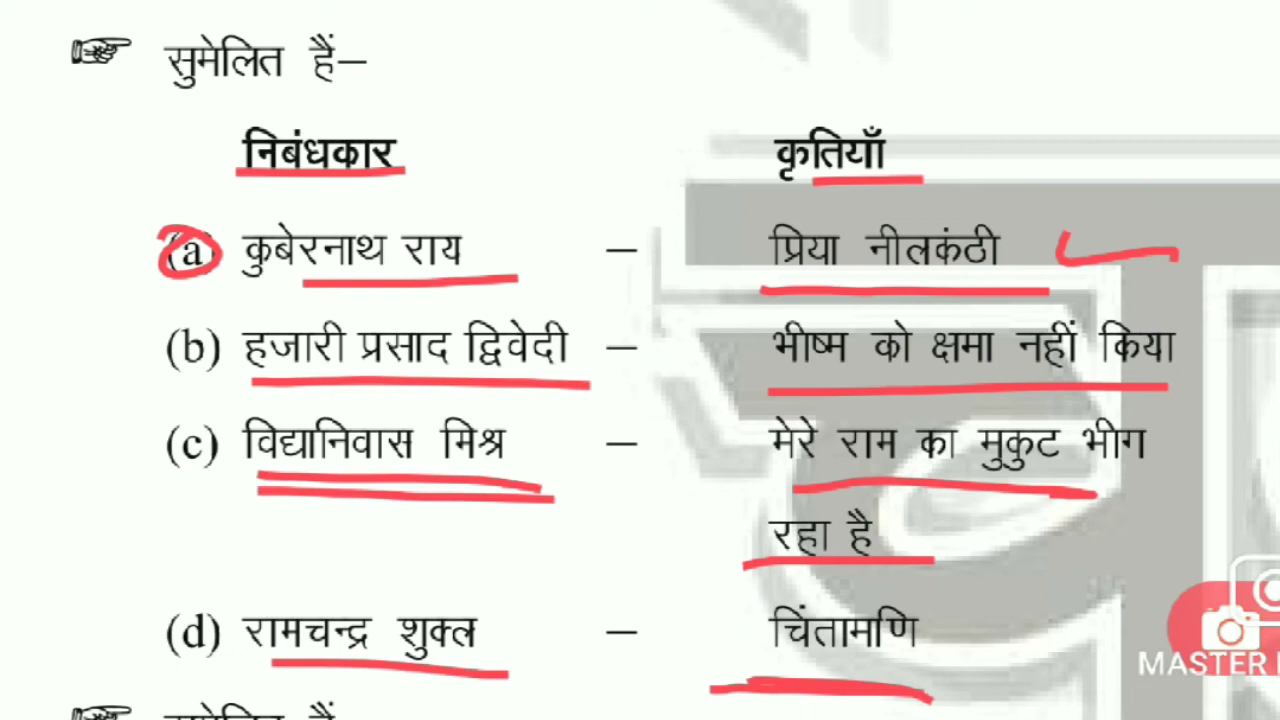 ☞ सुमेलित हैं–
निबंधकार कृतियाँ
(a) कुबेरनाथ राय – प्रिया नीलकंठी
(b) हजारी प्रसाद द्विवेदी – भीष्म को क्षमा नहीं किया
(c) विद्यानिवास मिश्र – मेरे राम का मुकुट भीग
रहा है
(d) रामचन्द्र शुक्ल – चिंतामणि
MASTER
☞ सुमेलित हैं